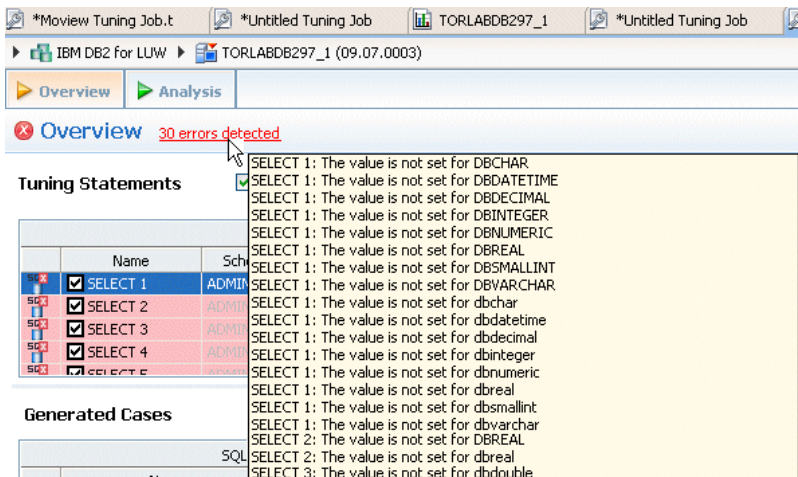 *Moview Tuning Job.t
*Untitled Tuning Job
TORLABDB297_1
*Untitled Tuning Job
IBM DB2 for LUW
TORLABDB297_1 (09.07.0003)
Overview
Analysis
Overview
30 errors detected
Tuning Statements
Name
Sch
SELECT 1
ADMIN
SELECT 2
ADMIN
SELECT 3
ADMIN
SELECT 4
ADMIN
SELECT 5
SELECT 1: The value is not set for DBCHAR
SELECT 1: The value is not set for DBDATETIME
SELECT 1: The value is not set for DBDECIMAL
SELECT 1: The value is not set for DBINTEGER
SELECT 1: The value is not set for DBNUMERIC
SELECT 1: The value is not set for DBREAL
SELECT 1: The value is not set for DBSMALLINT
SELECT 1: The value is not set for DBVARCHAR
SELECT 1: The value is not set for dbchar
SELECT 1: The value is not set for dbdatetime
SELECT 1: The value is not set for dbdecimal
SELECT 1: The value is not set for dbinteger
SELECT 1: The value is not set for dbnumeric
SELECT 1: The value is not set for dbreal
SELECT 1: The value is not set for dbsmallint
SELECT 1: The value is not set for dbvarchar
SELECT 2: The value is not set for DBREAL
SELECT 2: The value is not set for dbreal
SELECT 3: The value is not set for dbdouble
Generated Cases
SQL